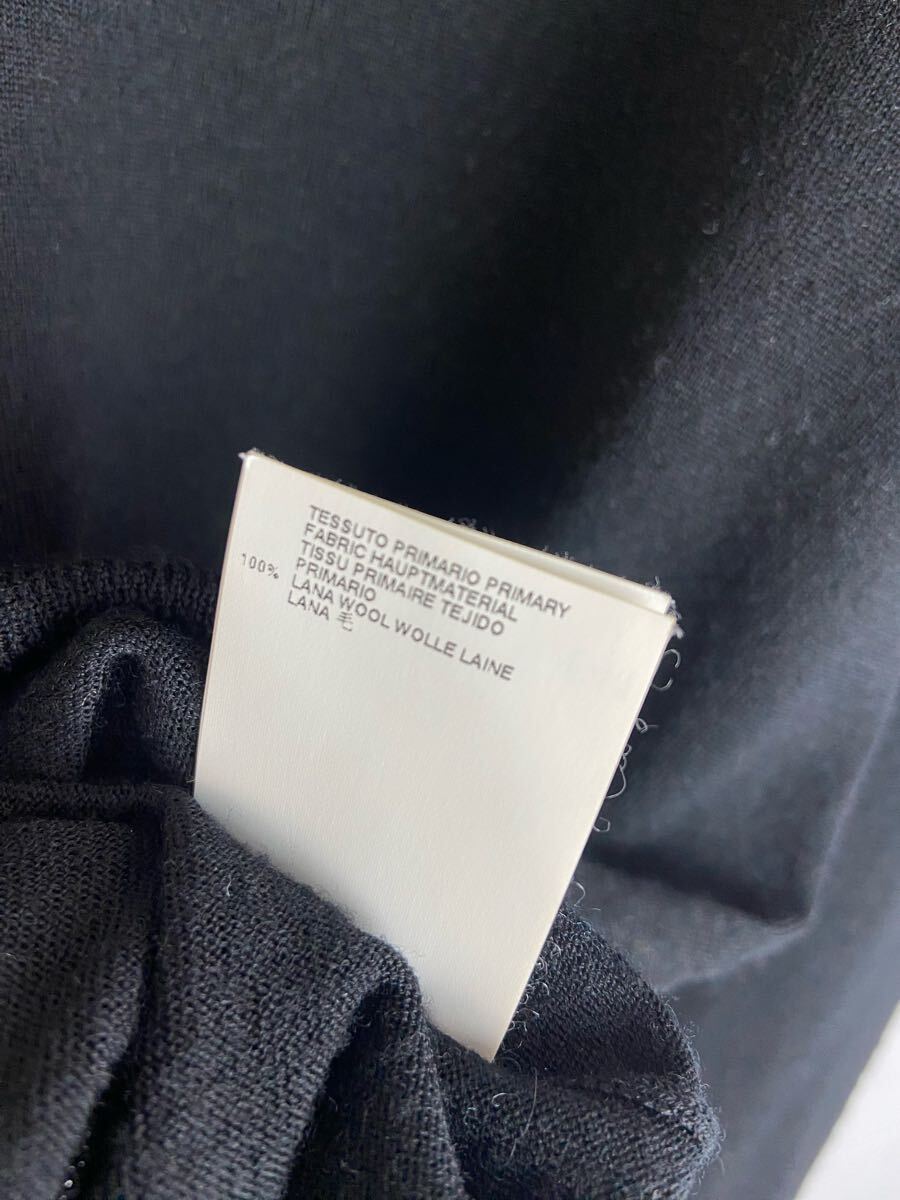 TESSUTO PRIMARIO PRIMARY
FABRIC HAUPTMATERIAL
TISSU PRIMAIRE TEJIDO
PRIMARIO
100% LANA WOOL WOLLE LAINE
LANA 毛